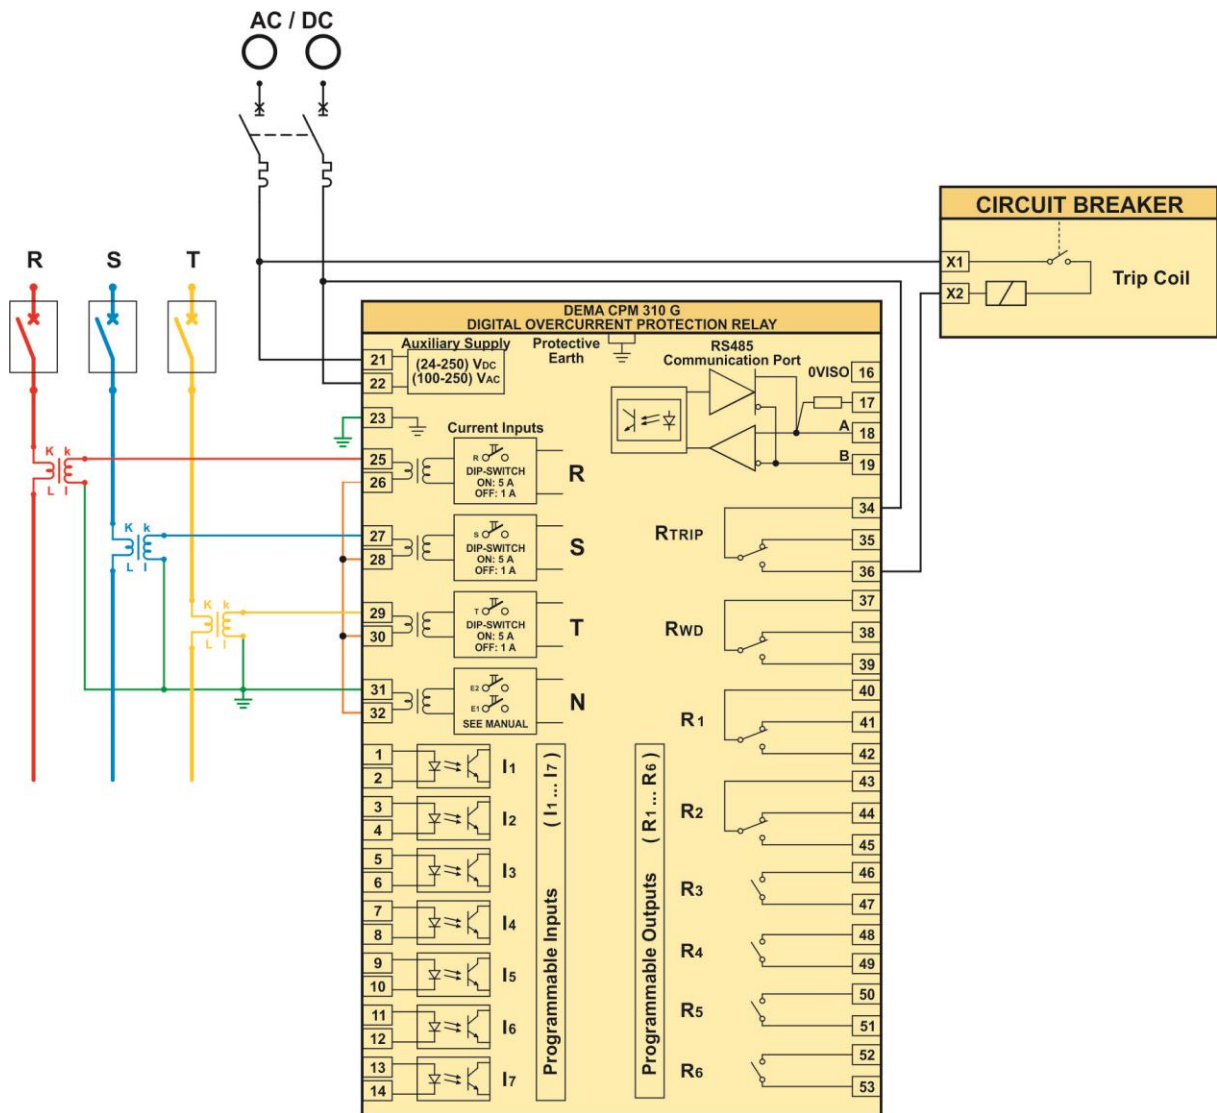 AC / DC
CIRCUIT BREAKER
X1
X2
Trip Coil
R S T
DEMA CPM 310 G
DIGITAL OVERCURRENT PROTECTION RELAY
Auxiliary Supply
(24-250) VDC
(100-250) VAC
21
22
23
Protective
Earth
RS485
Communication Port
0VISO
16
17
A
18
B
19
Current Inputs
K k
L l
25
26
R
DIP-SWITCH
ON: 5 A
OFF: 1 A
R
K k
L l
27
28
S
DIP-SWITCH
ON: 5 A
OFF: 1 A
S
K k
L l
29
30
T
DIP-SWITCH
ON: 5 A
OFF: 1 A
T
31
32
E2
E1
SEE MANUAL
N
RTRIP
34
35
36
RWD
37
38
39
R1
40
41
42
R2
43
44
45
R3
46
47
R4
48
49
R5
50
51
R6
52
53
1
2
I1
3
4
I2
5
6
I3
7
8
I4
9
10
I5
11
12
I6
13
14
I7
Programmable Inputs ( I1 ... I7 )
Programmable Outputs ( R1 ... R6 )